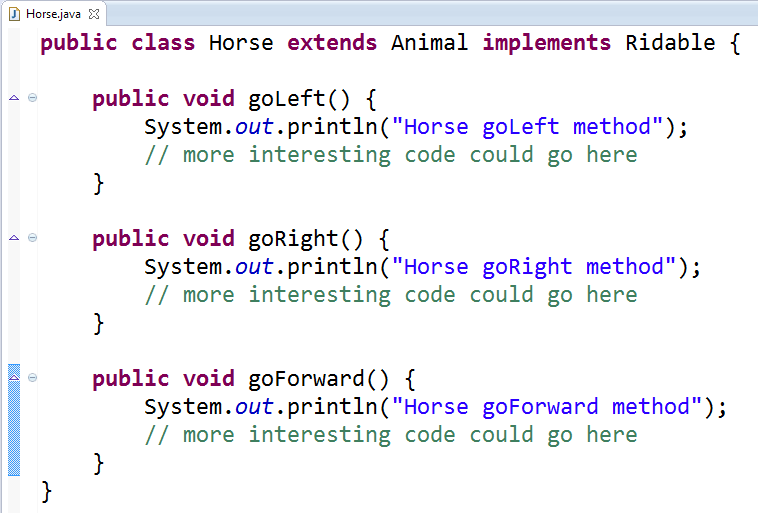 Horse.java
public class Horse extends Animal implements Ridable {
public void goLeft() {
System.out.println("Horse goLeft method");
// more interesting code could go here
}
public void goRight() {
System.out.println("Horse goRight method");
// more interesting code could go here
}
public void goForward() {
System.out.println("Horse goForward method");
// more interesting code could go here
}
}